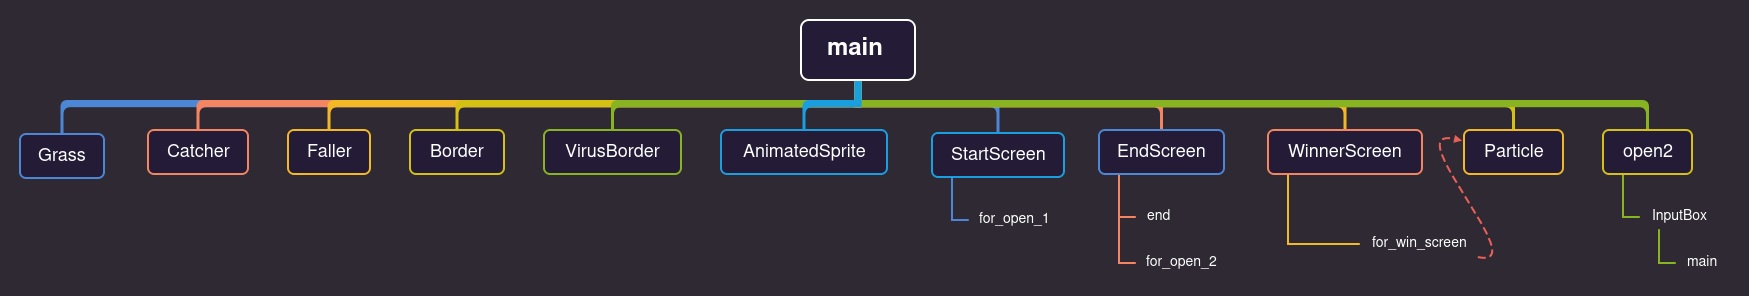 main
Grass
Catcher
Faller
Border
VirusBorder
AnimatedSprite
StartScreen
EndScreen
WinnerScreen
Particle
open2
for_open_1
end
for_open_2
for_win_screen
InputBox
main